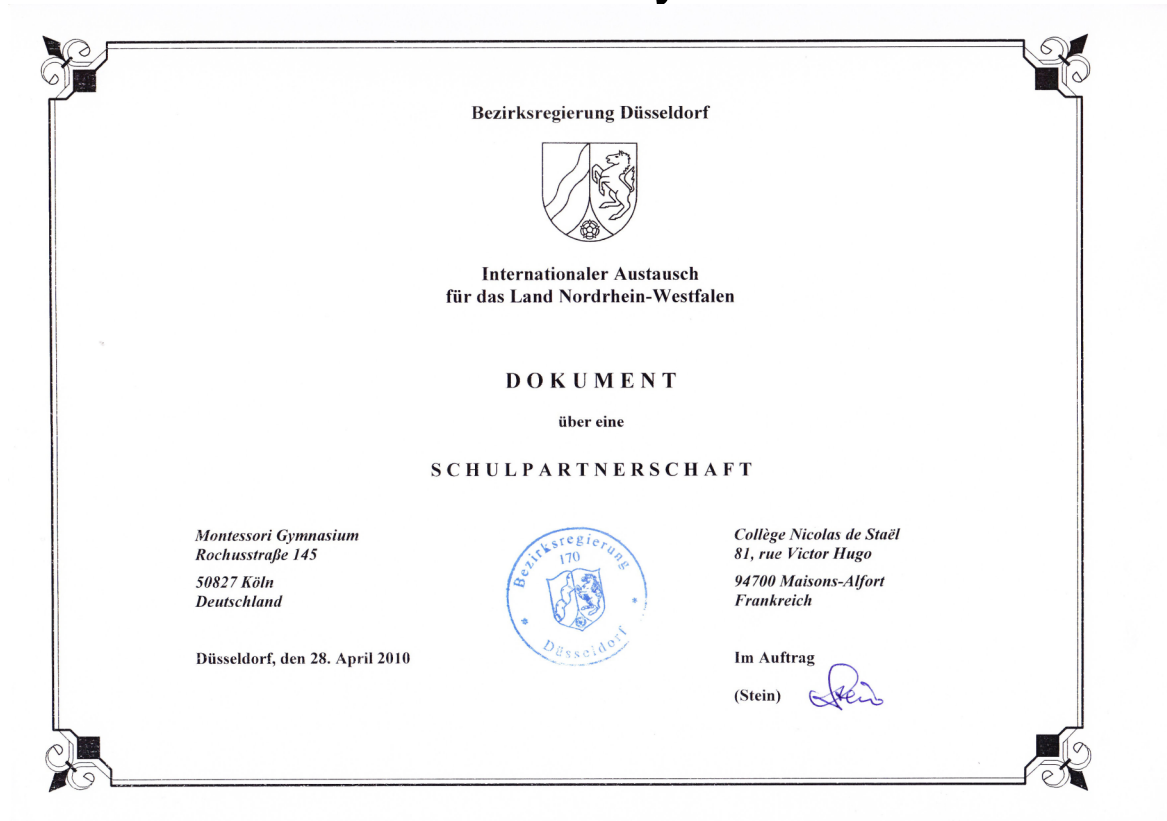 Bezirksregierung Düsseldorf
Internationaler Austausch
für das Land Nordrhein-Westfalen
DOKUMENT
über eine
SCHULPARTNERSCHAFT
Montessori Gymnasium
Rochusstraße 145
50827 Köln
Deutschland
Bezirksregierung
170
Düsseldorf
Collège Nicolas de Staël
81, rue Victor Hugo
94700 Maisons-Alfort
Frankreich
Düsseldorf, den 28. April 2010
Im Auftrag
(Stein)
Stein